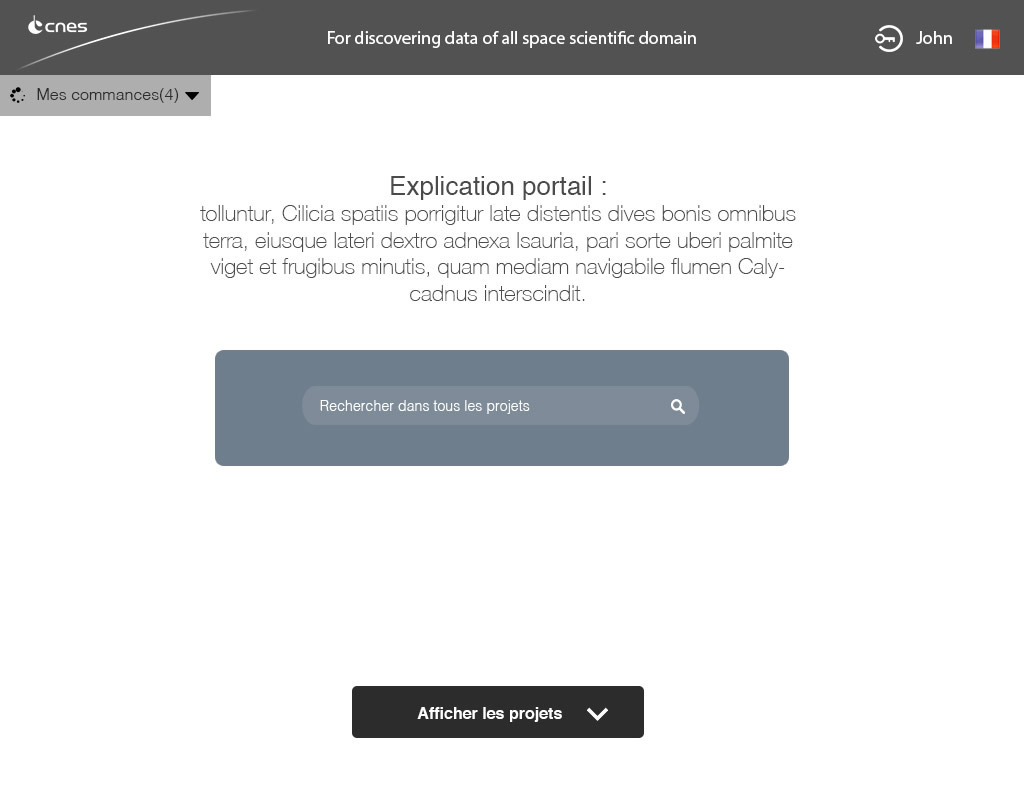 cnes
For discovering data of all space scientific domain
John
Mes commances(4)
Explication portail :
tolluntur, Cilicia spatiis porrigitur late distentis dives bonis omnibus
terra, eiusque lateri dextro adnexa Isauria, pari sorte uberi palmite
viget et frugibus minutis, quam mediam navigabile flumen Caly-
cadnus interscindit.
Rechercher dans tous les projets
Afficher les projets